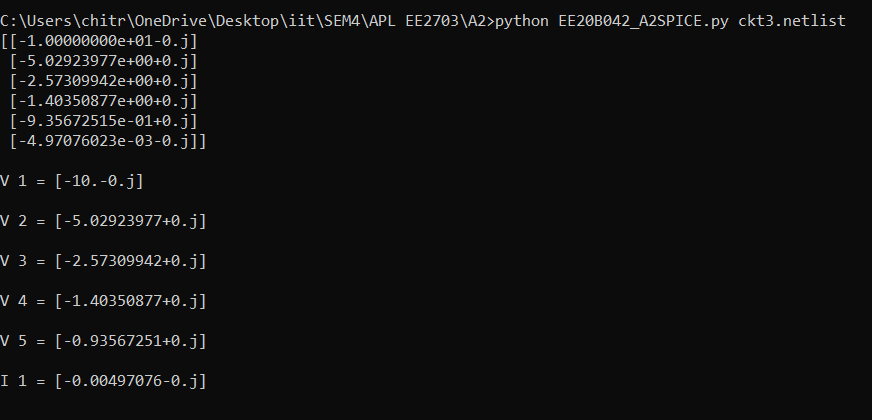 C:\Users\chitr\OneDrive\Desktop\iit\SEM4\APL EE2703\A2>python EE20B042_A2SPICE.py ckt3.netlist
[[-1.00000000e+01-0.j]
 [-5.02923977e+00+0.j]
 [-2.57309942e+00+0.j]
 [-1.40350877e+00+0.j]
 [-9.35672515e-01+0.j]
 [-4.97076023e-03-0.j]]
V 1 = [-10.-0.j]
V 2 = [-5.02923977+0.j]
V 3 = [-2.57309942+0.j]
V 4 = [-1.40350877+0.j]
V 5 = [-0.93567251+0.j]
I 1 = [-0.00497076-0.j]